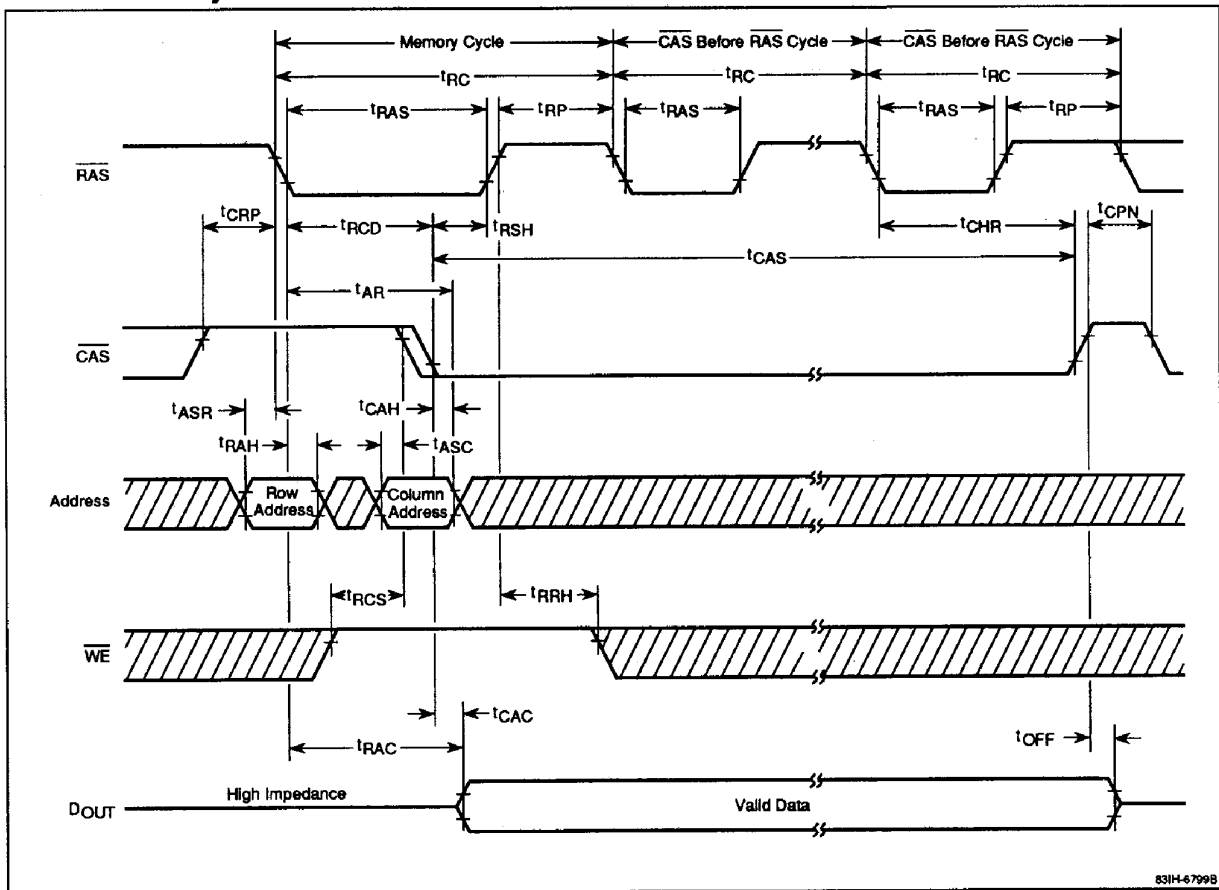 Memory Cycle
CAS Before RAS Cycle
CAS Before RAS Cycle
tRC
tRC
tRC
tRAS
tRP
tRAS
tRAS
tRP
RAS
tCRP
tRCD
tRSH
tCHR
tCPN
tCAS
tAR
CAS
tASR
tCAH
tRAH
tASC
Address
Row
Address
Column
Address
tRCS
tRRH
WE
tCAC
tRAC
tOFF
High Impedance
DOUT
Valid Data
83IH-6799B